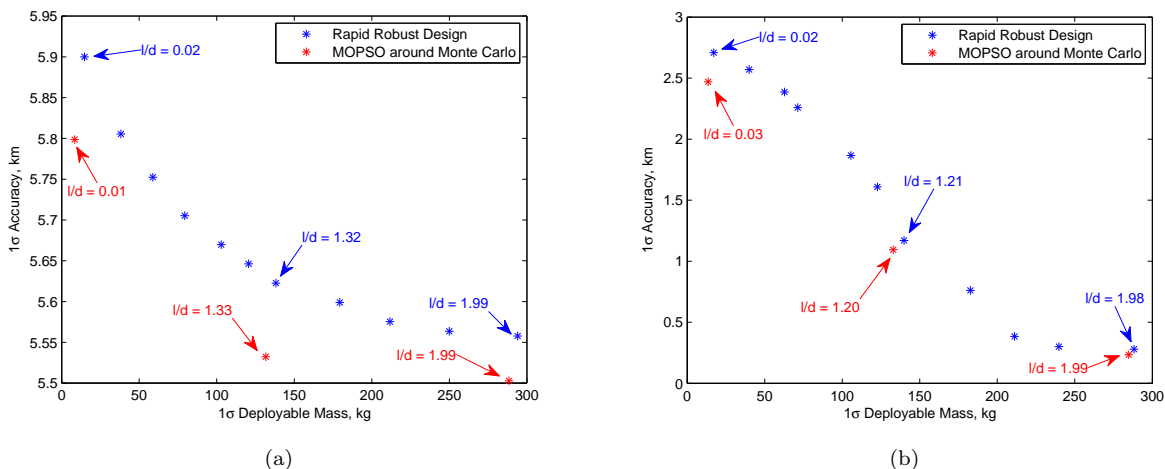 5.95
5.9
5.85
5.8
5.75
5.7
5.65
5.6
5.55
5.5
1σ Accuracy, km
Rapid Robust Design
MOPSO around Monte Carlo
l/d = 0.02
l/d = 0.01
l/d = 1.32
l/d = 1.33
l/d = 1.99
l/d = 1.99
0 50 100 150 200 250 300
1σ Deployable Mass, kg
(a)
3
2.5
2
1.5
1
0.5
0
1σ Accuracy, km
Rapid Robust Design
MOPSO around Monte Carlo
l/d = 0.02
l/d = 0.03
l/d = 1.21
l/d = 1.20
l/d = 1.98
l/d = 1.99
0 50 100 150 200 250 300
1σ Deployable Mass, kg
(b)